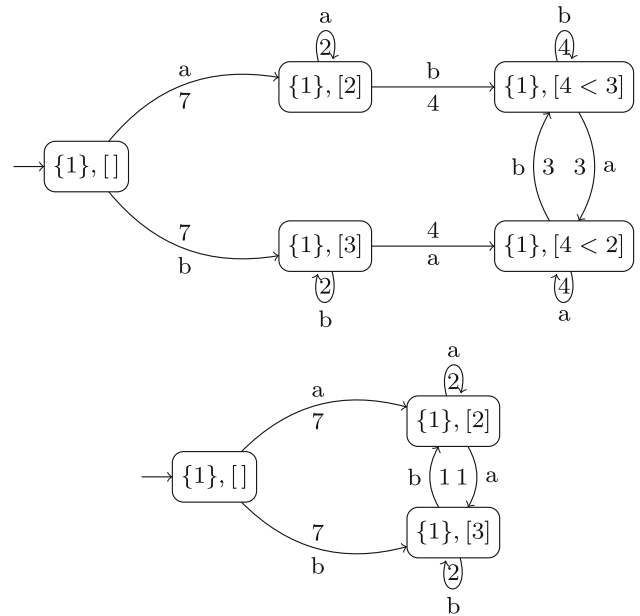 a b
2 4
a b
7 {1}, [2] 4 {1}, [4 < 3]
{1}, [] b 3 3 a
7 4
b {1}, [3] a {1}, [4 < 2]
2 4
b a
a
2
a
7 {1}, [2]
{1}, [] b 1 1 a
7
b {1}, [3]
2
b